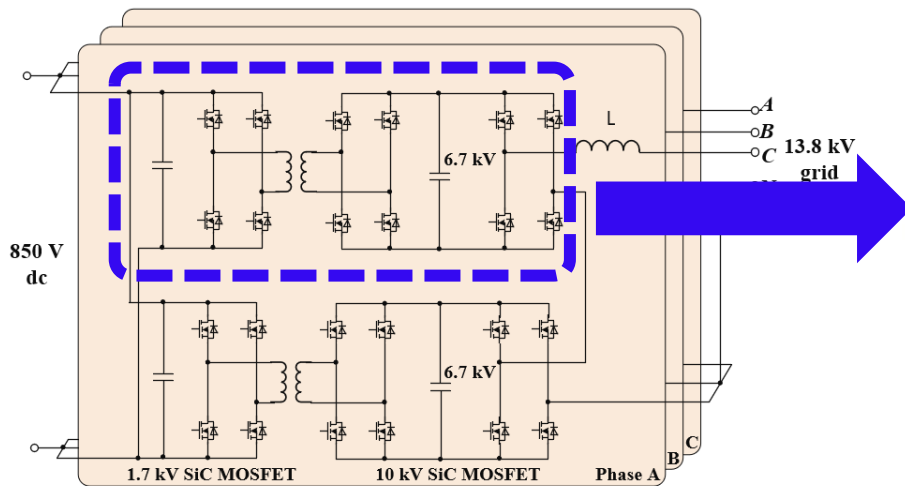 A
B
L
C
13.8 kV
grid
6.7 kV
850 V
dc
6.7 kV
C
B
1.7 kV SiC MOSFET
10 kV SiC MOSFET
Phase A